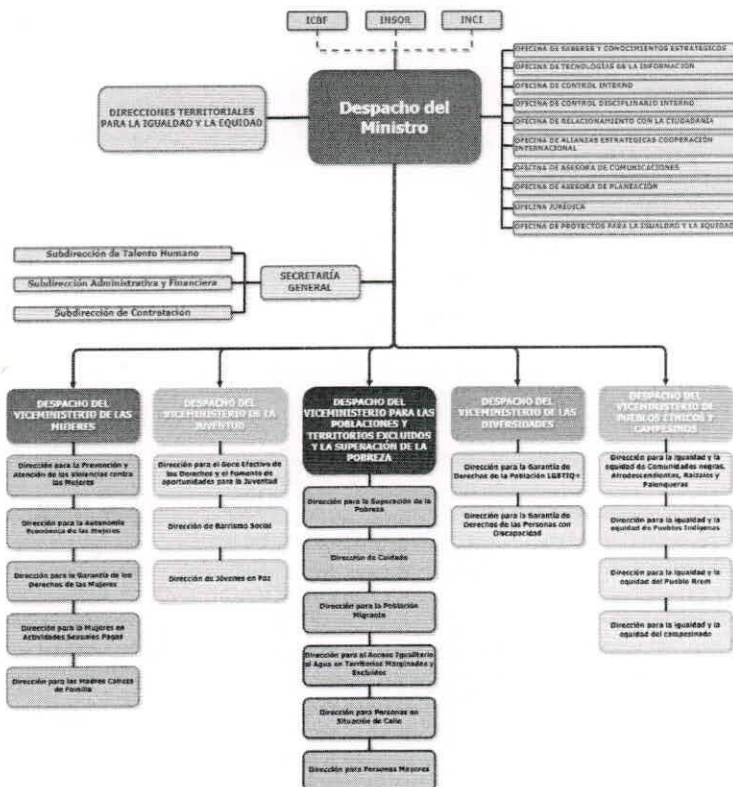 ICBF
INSOR
INCI
DIRECCIONES TERRITORIALES
PARA LA IGUALDAD Y LA EQUIDAD
Despacho del
Ministro
OFICINA DE SABERES Y CONOCIMIENTOS ESTRATEGICOS
OFICINA DE TECNOLOGÍAS DE LA INFORMACIÓN
OFICINA DE CONTROL INTERNO
OFICINA DE CONTROL DISCIPLINARIO INTERNO
OFICINA DE RELACIONAMIENTO CON LA CIUDADANÍA
OFICINA DE ALIANZAS ESTRATEGICAS COOPERACIÓN
INTERNACIONAL
OFICINA DE ASESORA DE COMUNICACIONES
OFICINA DE ASESORA DE PLANEACIÓN
OFICINA JURÍDICA
OFICINA DE PROYECTOS PARA LA IGUALDAD Y LA EQUIDAD
Subdirección de Talento Humano
Subdirección Administrativa y Financiera
Subdirección de Contratación
SECRETARÍA
GENERAL
DESPACHO DEL
VICEMINISTERIO DE LAS
MUJERES
Dirección para la Prevención y
Atención de las Violencias contra
las Mujeres
Dirección para la Autonomía
Económica de las Mujeres
Dirección para la Garantía de los
Derechos de las Mujeres
Dirección para la Mujeres en
Actividades Sexuales Pagas
Dirección para las Madres Cabeza
de Familia
DESPACHO DEL
VICEMINISTERIO DE LA
JUVENTUD
Dirección para el Goce Efectivo de
los Derechos y el fomento de
oportunidades para la Juventud
Dirección de Barrismo Social
Dirección de Jóvenes en Paz
DESPACHO DEL
VICEMINISTERIO PARA LAS
POBLACIONES Y
TERRITORIOS EXCLUIDOS
Y LA SUPERACIÓN DE LA
POBREZA
Dirección para la Superación de la
Pobreza
Dirección de Cuidado
Dirección para la Población
Migrante
Dirección para el Acceso Igualitario
al Agua en Territorios Marginados y
Excluidos
Dirección para Personas en
Situación de Calle
Dirección para Personas Mayores
DESPACHO DEL
VICEMINISTERIO DE LAS
DIVERSIDADES
Dirección para la Garantía de
Derechos de la Población LGBTIQ+
Dirección para la Garantía de
Derechos de las Personas con
Discapacidad
DESPACHO DEL
VICEMINISTERIO DE
PUEBLOS ÉTNICOS Y
CAMPESINOS
Dirección para la igualdad y la
equidad de Comunidades negras,
Afrodescendientes, Raizales y
Palenqueras
Dirección para la igualdad y la
equidad de Pueblos Indígenas
Dirección para la igualdad y la
equidad del Pueblo Rrom
Dirección para la igualdad y la
equidad del campesinado